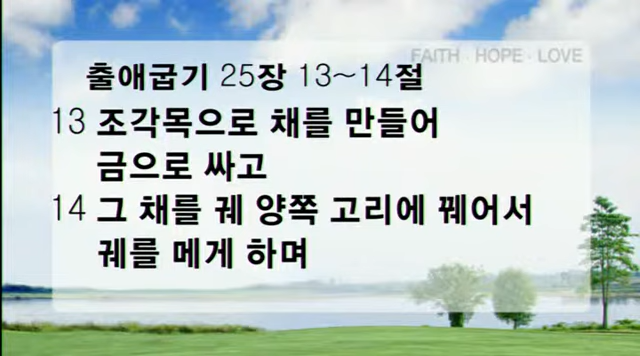 FAITH · HOPE · LOVE
출애굽기 25장 13~14절
13 조각목으로 채를 만들어
금으로 싸고
14 그 채를 궤 양쪽 고리에 꿰어서
궤를 메게 하며